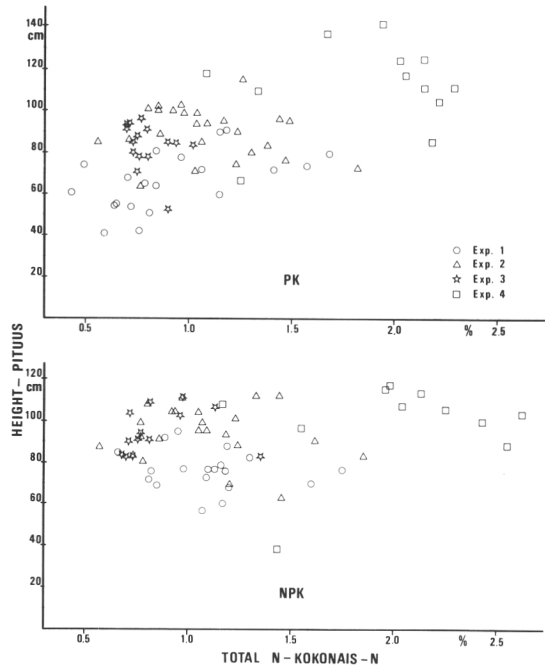 140
cm
120
100
80
60
40
20
○ Exp. 1
△ Exp. 2
☆ Exp. 3
□ Exp. 4
PK
0.5 1.0 1.5 2.0 % 2.5
HEIGHT – PITUUS
120
cm
100
80
60
40
20
NPK
0.5 1.0 1.5 2.0 % 2.5
TOTAL N – KOKONAIS – N